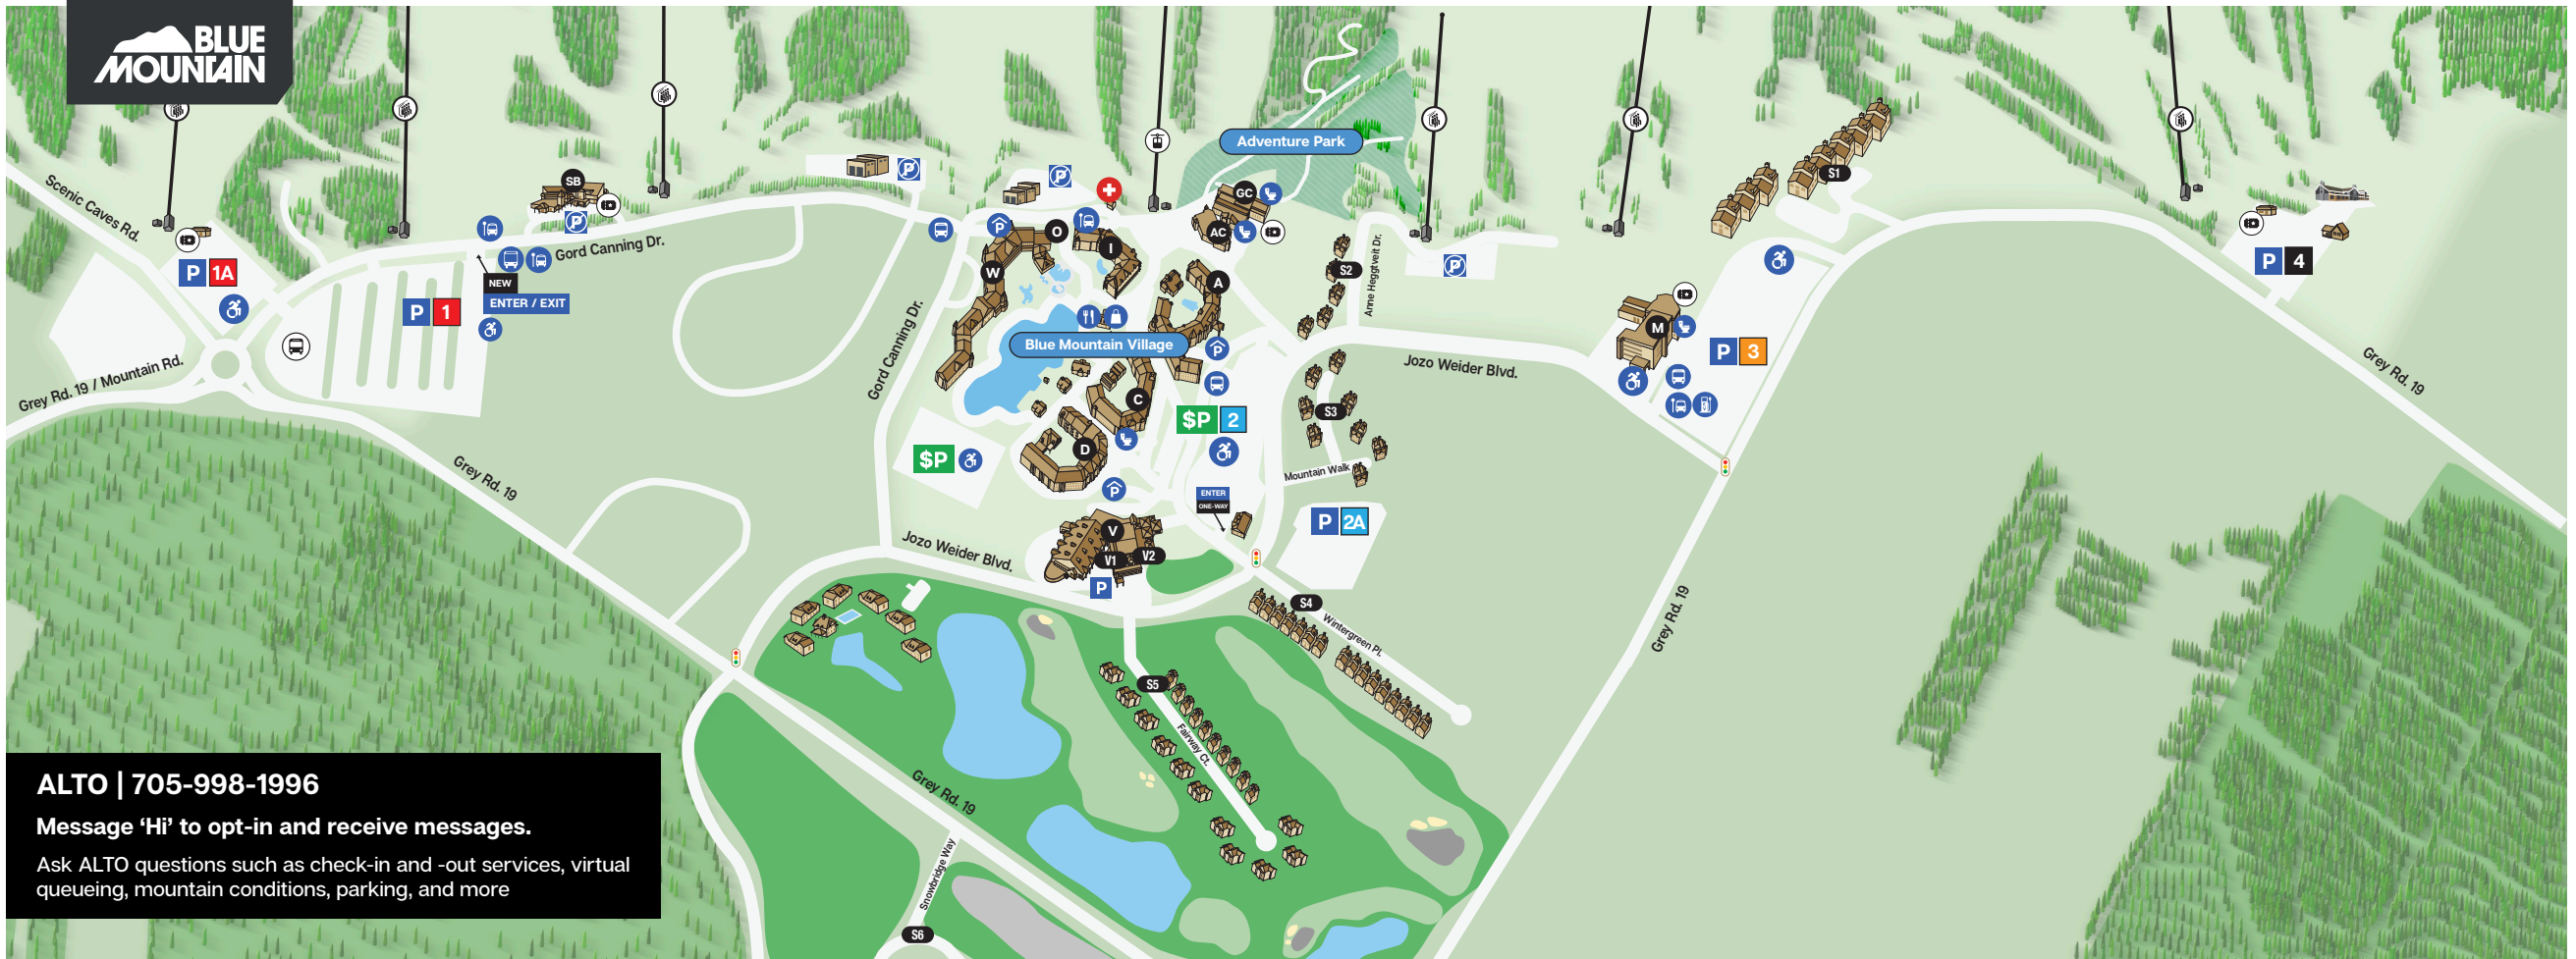 BLUE
MOUNTAIN
Adventure Park
SB
GC
S1
Scenic Caves Rd.
P 1A
Gord Canning Dr.
NEW
ENTER / EXIT
P 1
P
P
P
P
P
O
I
W
AC
A
S2
Anne Heggtveit Dr.
P
P 4
M
P 3
Blue Mountain Village
P
Gord Canning Dr.
Jozo Weider Blvd.
Grey Rd. 19
Grey Rd. 19 / Mountain Rd.
C
$P 2
S3
D
$P
Mountain Walk
Grey Rd. 19
P
ENTER
ONE-WAY
P 2A
V
V1
V2
P
Jozo Weider Blvd.
S4
Wintergreen Pl.
Grey Rd. 19
S5
Fairway Ct.
Grey Rd. 19
Snowbridge Way
S6
ALTO | 705-998-1996
Message ‘Hi’ to opt-in and receive messages.
Ask ALTO questions such as check-in and -out services, virtual
queueing, mountain conditions, parking, and more